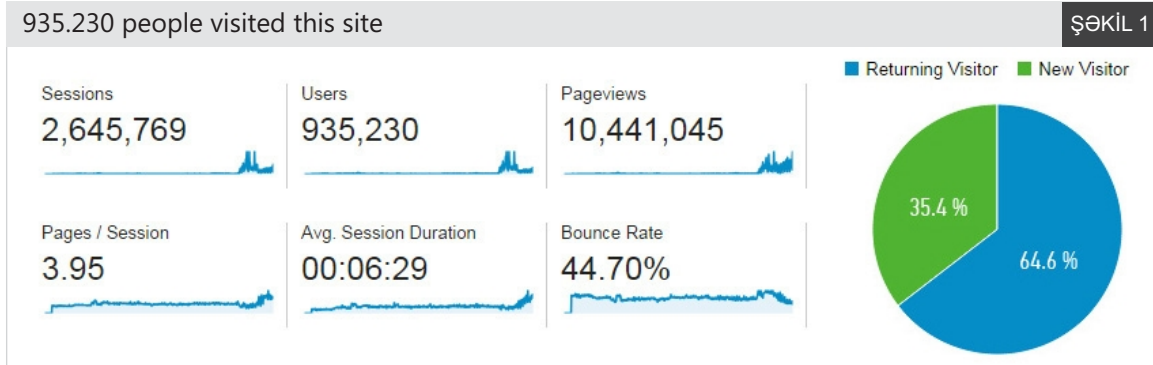 935.230 people visited this site
ŞƏKİL 1
Returning Visitor New Visitor
Sessions
2,645,769
Users
935,230
Pageviews
10,441,045
Pages / Session
3.95
Avg. Session Duration
00:06:29
Bounce Rate
44.70%
35.4 %
64.6 %